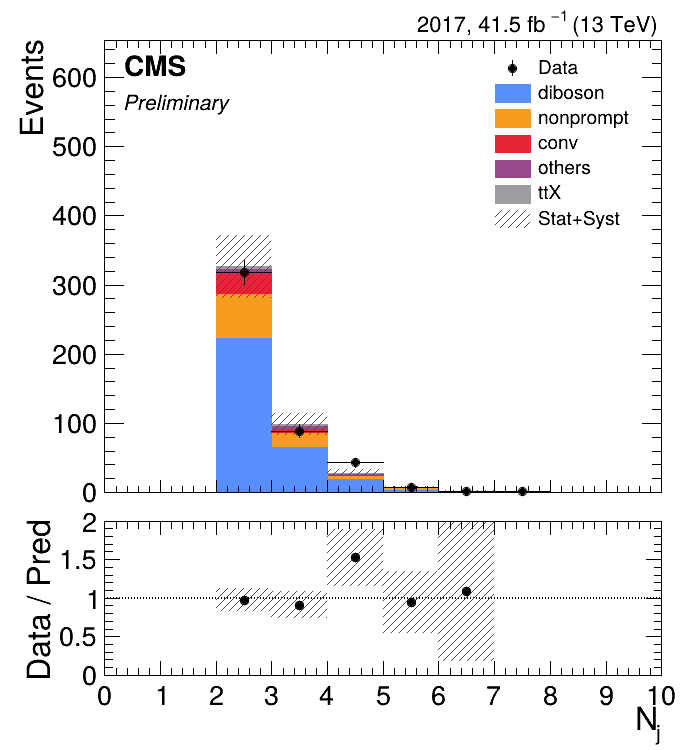 2017, 41.5 fb⁻¹ (13 TeV)
CMS
Preliminary
Data
diboson
nonprompt
conv
others
ttX
Stat+Syst
Events
600
500
400
300
200
100
0
Data / Pred
2
1.5
1
0.5
0
0 1 2 3 4 5 6 7 8 9 10
N_j